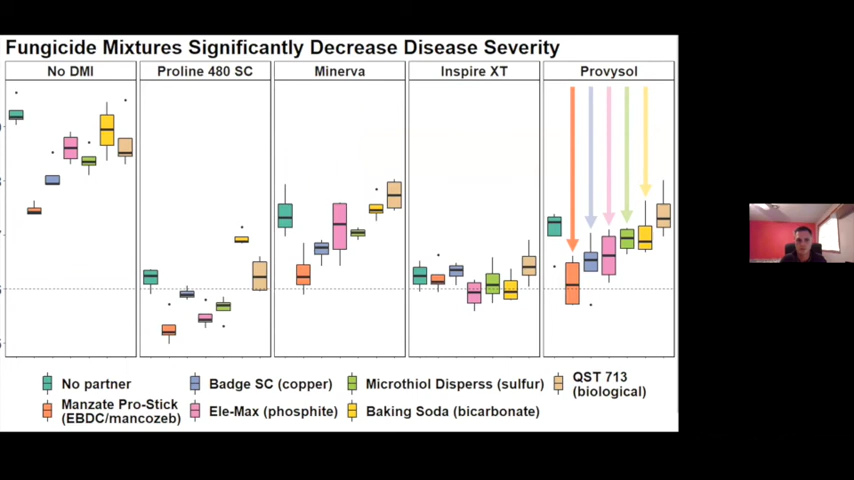 Fungicide Mixtures Significantly Decrease Disease Severity
No DMI
Proline 480 SC
Minerva
Inspire XT
Provysol
No partner
Badge SC (copper)
Microthiol Disperss (sulfur)
QST 713
(biological)
Manzate Pro-Stick
(EBDC/mancozeb)
Ele-Max (phosphite)
Baking Soda (bicarbonate)